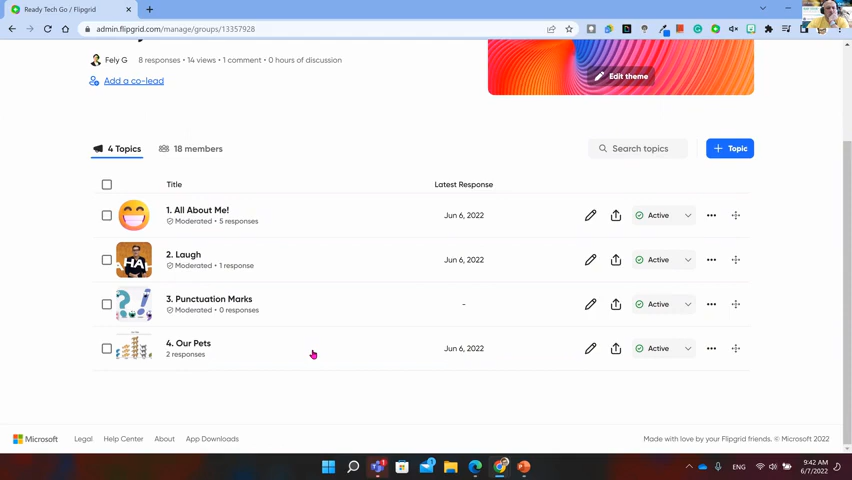 Ready Tech Go / Flipgrid
admin.flipgrid.com/manage/groups/13357928
Fely G 8 responses • 14 views • 1 comment • 0 hours of discussion
Edit theme
Add a co-lead
4 Topics 18 members
Search topics
+ Topic
Title Latest Response
1. All About Me!
Moderated • 5 responses
Jun 6, 2022 Active
2. Laugh
Moderated • 1 response
Jun 6, 2022 Active
3. Punctuation Marks
Moderated • 0 responses
- Active
4. Our Pets
2 responses
Jun 6, 2022 Active
Microsoft Legal Help Center About App Downloads Made with love by your Flipgrid friends. © Microsoft 2022
ENG
9:42 AM
6/7/2022